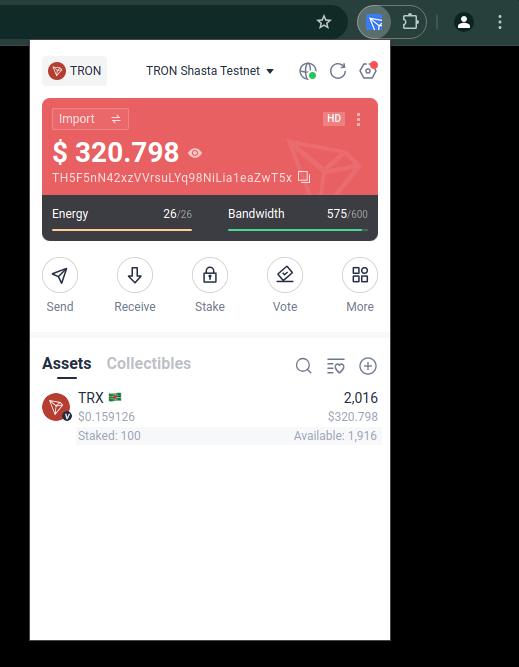 TRON TRON Shasta Testnet
Import HD
$ 320.798
TH5F5nN42xzVVrsuLYq98NiLia1eaZwT5x
Energy 26/26 Bandwidth 575/600
Send Receive Stake Vote More
Assets Collectibles
TRX 2,016
$0.159126 $320.798
Staked: 100 Available: 1,916